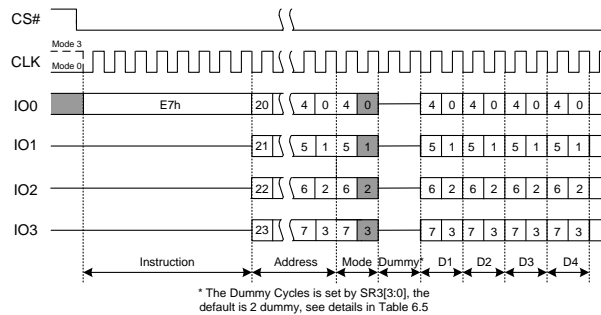 CS#
Mode 3
CLK
Mode 0
IO0 E7h 20 4 0 4 0 4 0 4 0 4 0 4 0
IO1 21 5 1 5 1 5 1 5 1 5 1 5 1
IO2 22 6 2 6 2 6 2 6 2 6 2 6 2
IO3 23 7 3 7 3 7 3 7 3 7 3 7 3
Instruction Address Mode Dummy* D1 D2 D3 D4
* The Dummy Cycles is set by SR3[3:0], the
default is 2 dummy, see details in Table 6.5